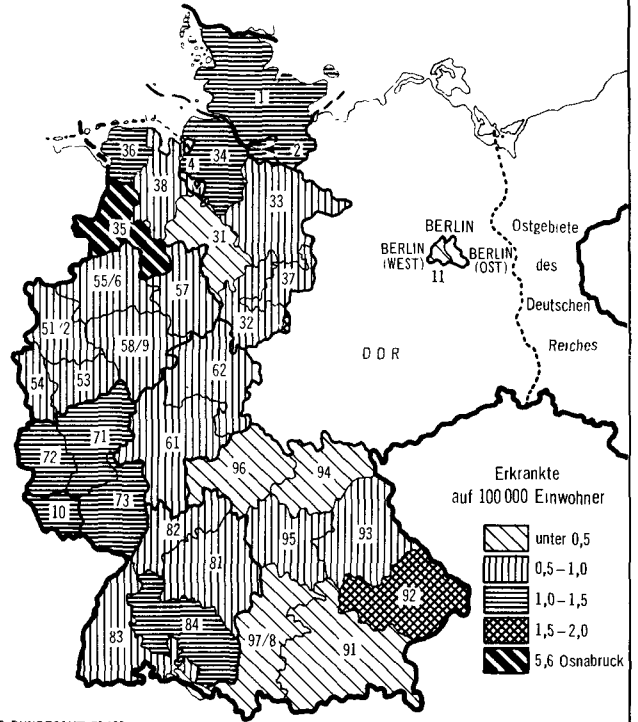 1
36
4
34
2
38
33
35
31
BERLIN
Ostgebiete
BERLIN
(WEST)
BERLIN
(OST)
des
11
55/6
57
37
Deutschen
51/2
58/9
32
Reiches
DDR
54
53
62
71
61
72
96
94
Erkrankte
auf 100 000 Einwohner
10
73
82
81
95
93
unter 0,5
0,5–1,0
1,0–1,5
92
1,5–2,0
83
84
97/8
91
5,6 Osnabruck